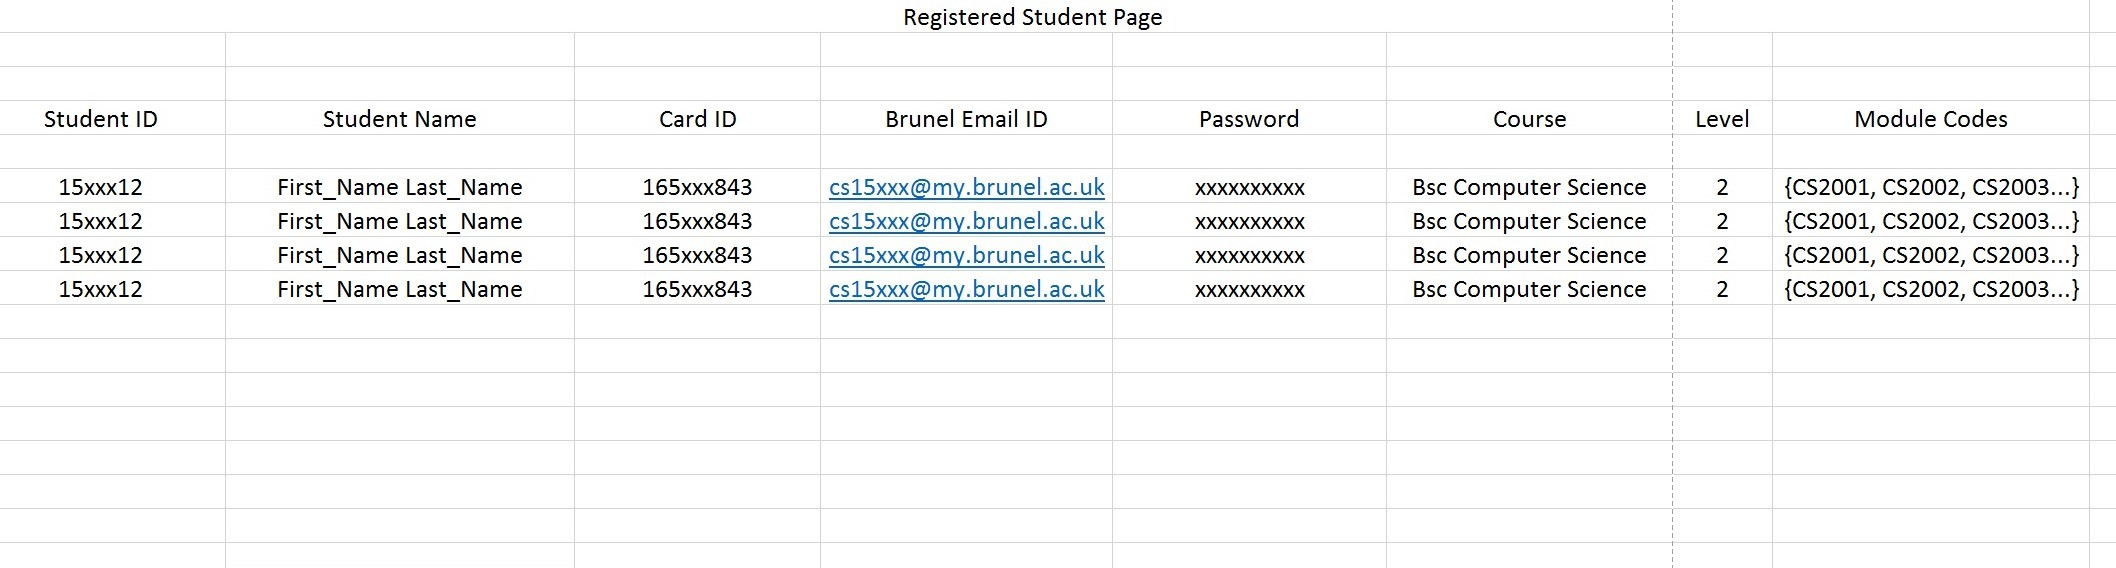 Registered Student Page
Student ID Student Name Card ID Brunel Email ID Password Course Level Module Codes
15xxx12 First_Name Last_Name 165xxx843 cs15xxx@my.brunel.ac.uk xxxxxxxxxx Bsc Computer Science 2 {CS2001, CS2002, CS2003...}
15xxx12 First_Name Last_Name 165xxx843 cs15xxx@my.brunel.ac.uk xxxxxxxxxx Bsc Computer Science 2 {CS2001, CS2002, CS2003...}
15xxx12 First_Name Last_Name 165xxx843 cs15xxx@my.brunel.ac.uk xxxxxxxxxx Bsc Computer Science 2 {CS2001, CS2002, CS2003...}
15xxx12 First_Name Last_Name 165xxx843 cs15xxx@my.brunel.ac.uk xxxxxxxxxx Bsc Computer Science 2 {CS2001, CS2002, CS2003...}